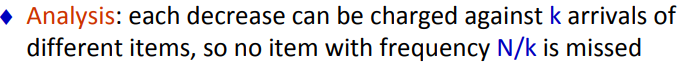 ♦ Analysis: each decrease can be charged against k arrivals of
different items, so no item with frequency N/k is missed